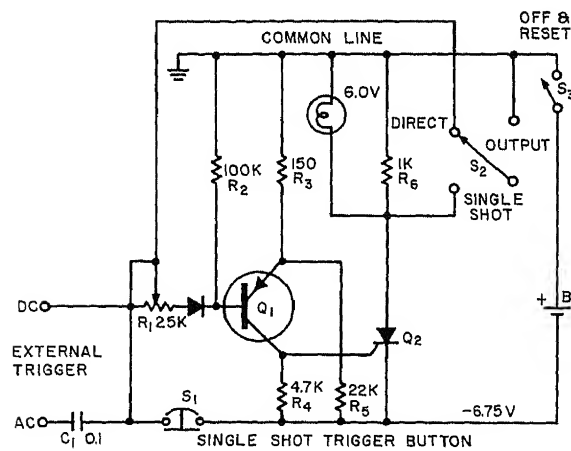 OFF &
RESET
COMMON LINE
S3
6.0V
DIRECT
OUTPUT
S2
100K
R2
150
R3
1K
R6
SINGLE
SHOT
DC
R1 25K
Q1
Q2
+
B
EXTERNAL
TRIGGER
4.7K
R4
22K
R5
S1
-6.75V
AC
C1 0.1
SINGLE SHOT TRIGGER BUTTON